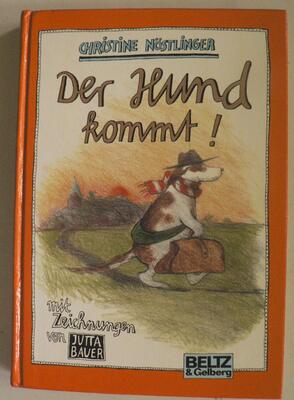 CHRISTINE NÖSTLINGER
Der Hund
kommt!
mit
Zeichnungen
von JUTTA
BAUER
BELTZ
& Gelberg